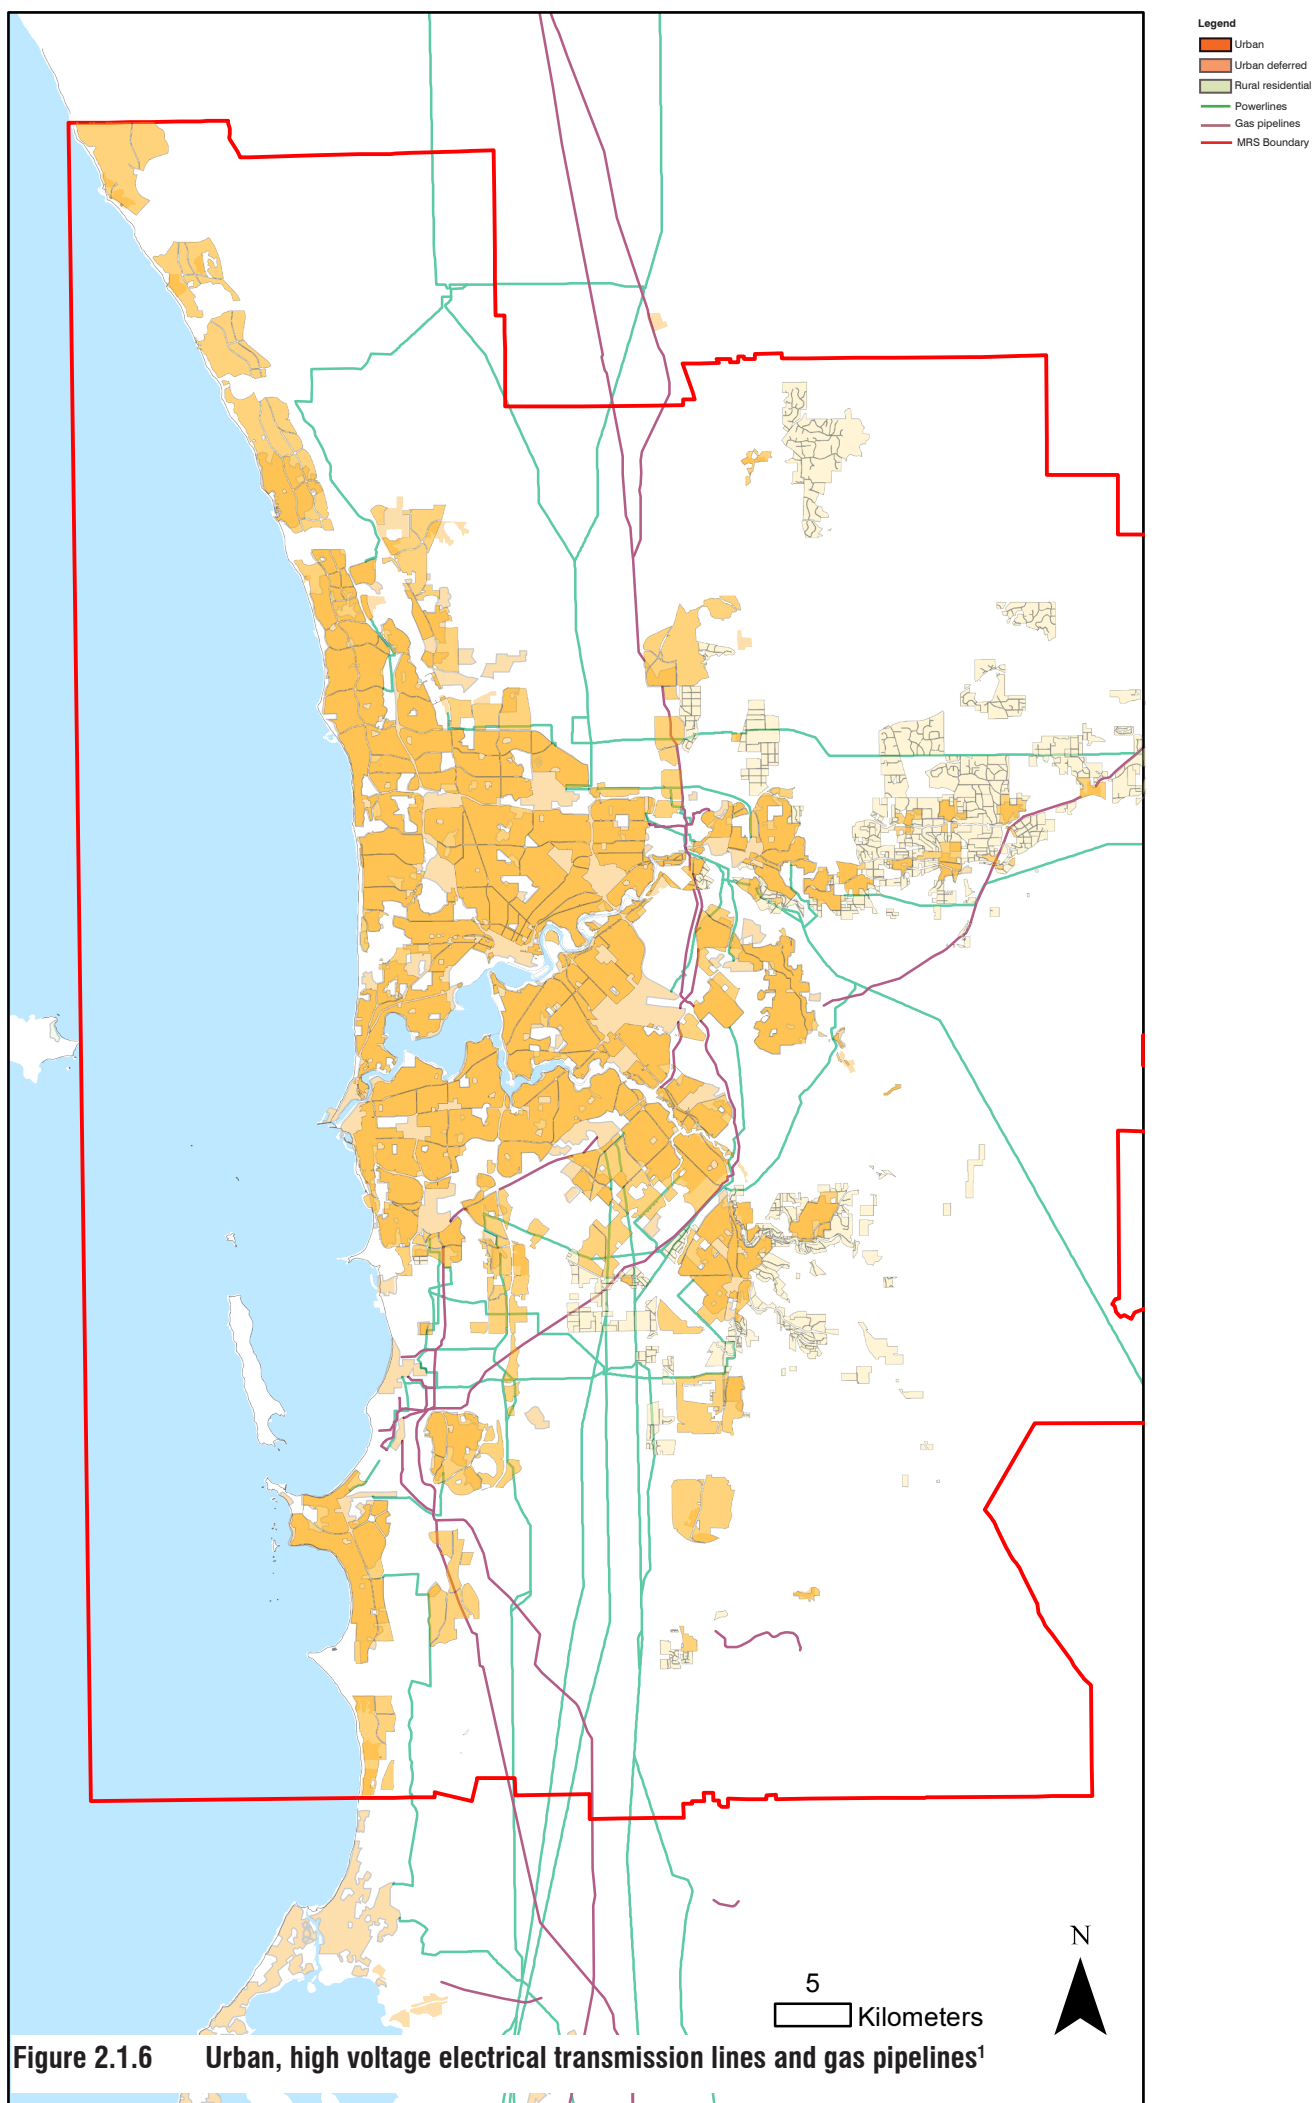 Legend
Urban
Urban deferred
Rural residential
Powerlines
Gas pipelines
MRS Boundary
N
5
Kilometers
Figure 2.1.6 Urban, high voltage electrical transmission lines and gas pipelines¹